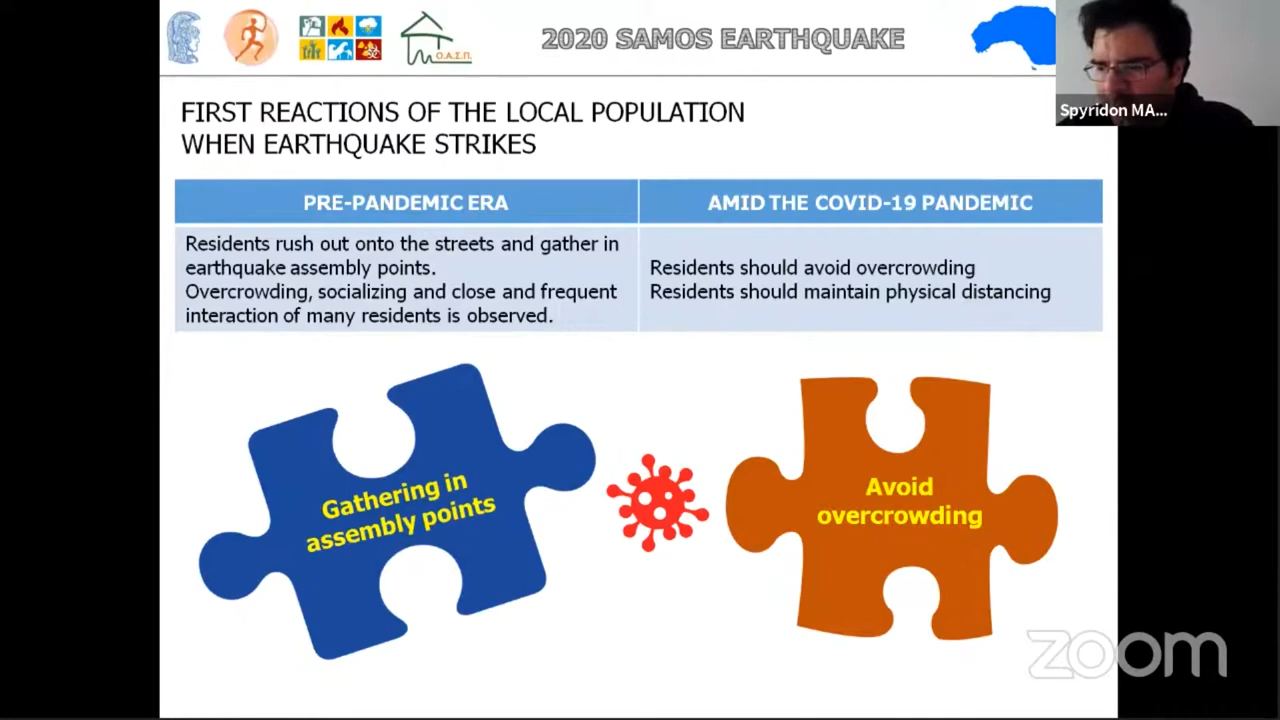 2020 SAMOS EARTHQUAKE
Ο.Α.Σ.Π.
Spyridon MA...
FIRST REACTIONS OF THE LOCAL POPULATION
WHEN EARTHQUAKE STRIKES
PRE-PANDEMIC ERA
AMID THE COVID-19 PANDEMIC
Residents rush out onto the streets and gather in
earthquake assembly points.
Overcrowding, socializing and close and frequent
interaction of many residents is observed.
Residents should avoid overcrowding
Residents should maintain physical distancing
Gathering in
assembly points
Avoid
overcrowding
zoom